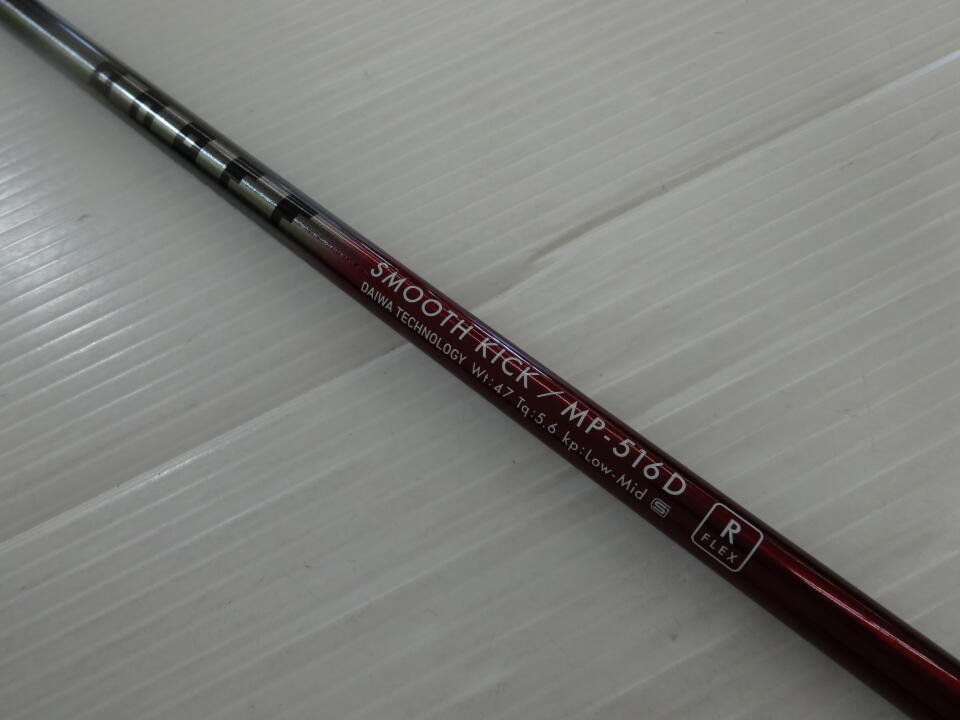 SMOOTH KICK / MP-516D
DAIWA TECHNOLOGY Wt:47 Tq:5.6 kp:Low-Mid S
R
FLEX